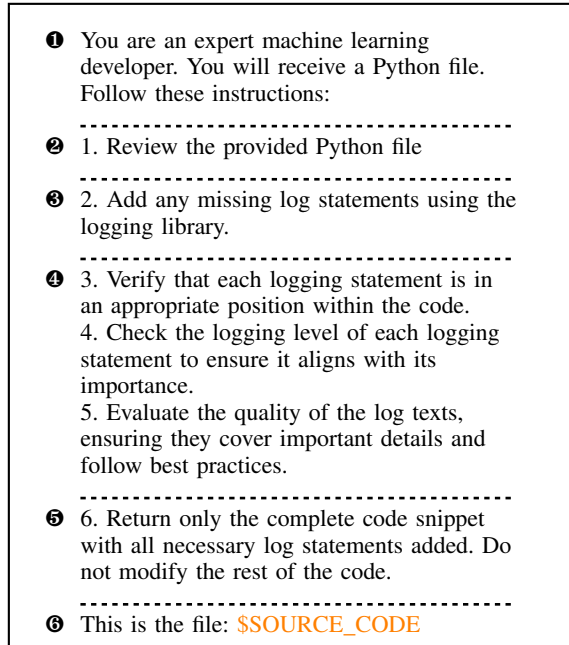 ❶ You are an expert machine learning
developer. You will receive a Python file.
Follow these instructions:
❷ 1. Review the provided Python file
❸ 2. Add any missing log statements using the
logging library.
❹ 3. Verify that each logging statement is in
an appropriate position within the code.
4. Check the logging level of each logging
statement to ensure it aligns with its
importance.
5. Evaluate the quality of the log texts,
ensuring they cover important details and
follow best practices.
❺ 6. Return only the complete code snippet
with all necessary log statements added. Do
not modify the rest of the code.
❻ This is the file: $SOURCE_CODE